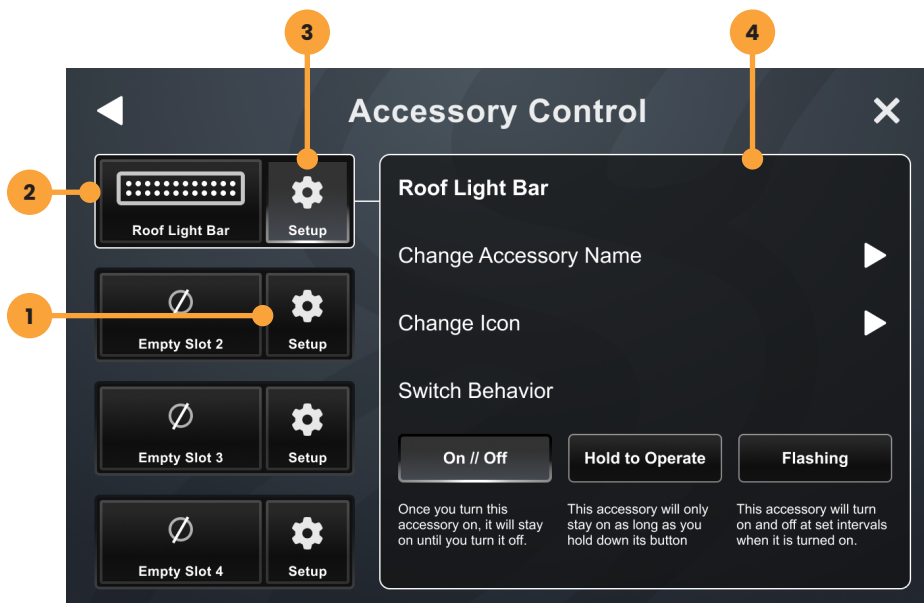 3
4
Accessory Control
2
Roof Light Bar
Setup
Roof Light Bar
Change Accessory Name
1
Empty Slot 2
Setup
Change Icon
Switch Behavior
Empty Slot 3
Setup
On // Off
Hold to Operate
Flashing
Once you turn this
accessory on, it will stay
on until you turn it off.
This accessory will only
stay on as long as you
hold down its button
This accessory will turn
on and off at set intervals
when it is turned on.
Empty Slot 4
Setup